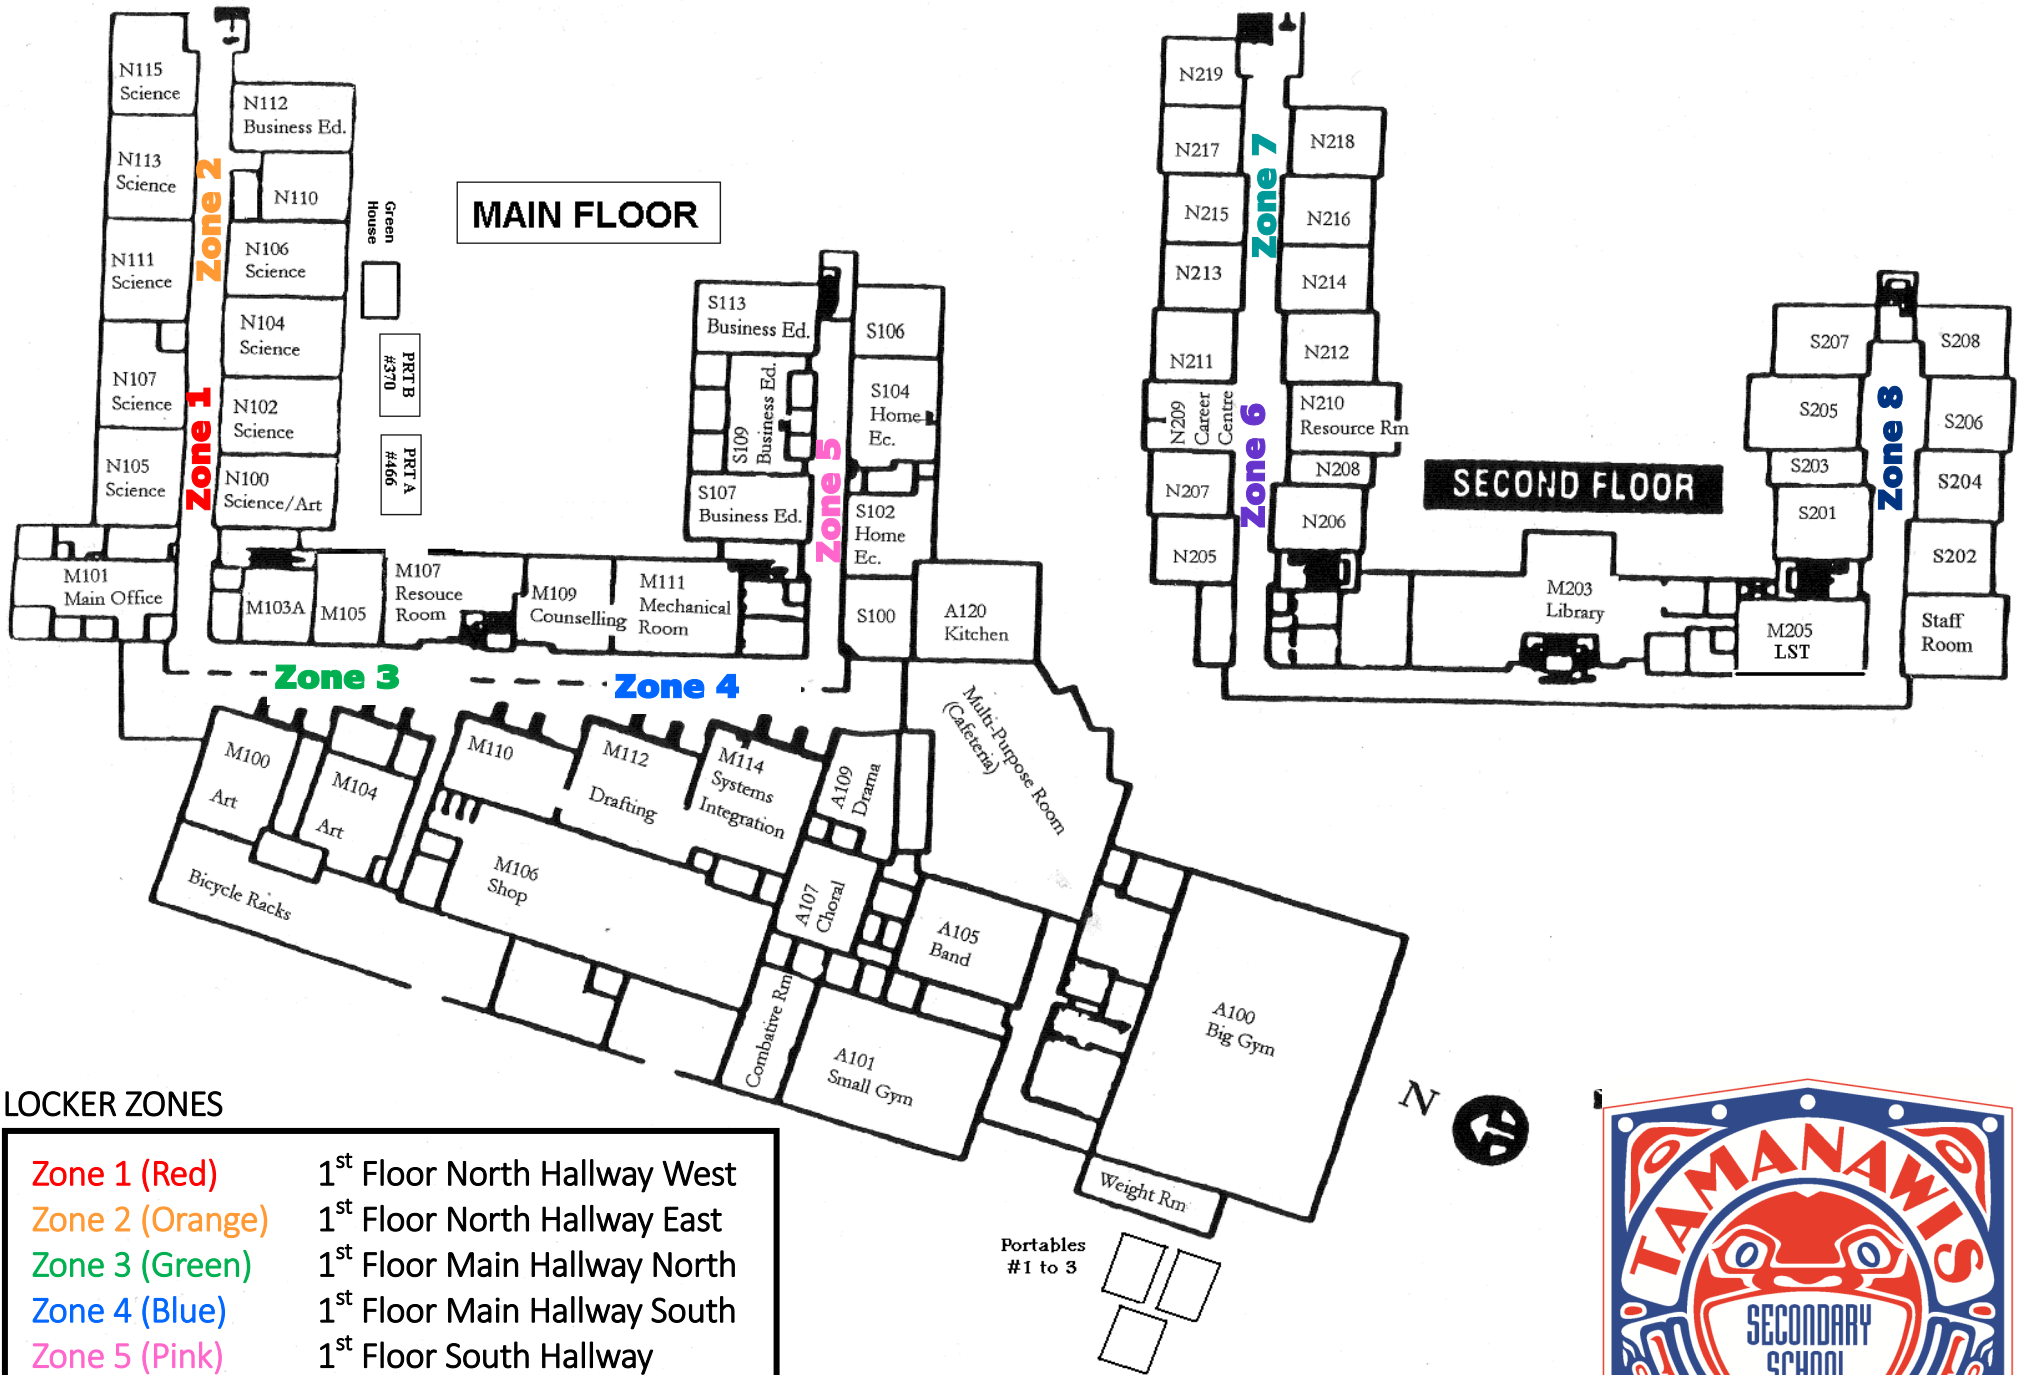 MAIN FLOOR
N115
Science
N112
Business Ed.
N113
Science
N110
Zone 2
N111
Science
N106
Science
Green
House
N104
Science
PRT B
#370
N107
Science
N102
Science
Zone 1
PRT A
#466
N105
Science
N100
Science/Art
M101
Main Office
M103A
M105
M107
Resouce
Room
M109
Counselling
M111
Mechanical
Room
S113
Business Ed.
S106
S109
Business Ed.
S104
Home
Ec.
Zone 5
S107
Business Ed.
S102
Home
Ec.
S100
A120
Kitchen
Zone 3
Zone 4
M100
Art
M104
Art
M110
M112
Drafting
M114
Systems
Integration
A109
Drama
Multi-Purpose Room
(Cafeteria)
Bicycle Racks
M106
Shop
A107
Choral
A105
Band
Combative Rm
A101
Small Gym
A100
Big Gym
Weight Rm
Portables
#1 to 3
N
SECOND FLOOR
N219
N217
N218
Zone 7
N215
N216
N213
N214
N211
N212
N209
Career
Centre
N210
Resource Rm
Zone 6
N208
N207
N206
N205
M203
Library
M205
LST
S207
S208
S205
S206
Zone 8
S203
S204
S201
S202
Staff
Room
LOCKER ZONES
Zone 1 (Red) 1st Floor North Hallway West
Zone 2 (Orange) 1st Floor North Hallway East
Zone 3 (Green) 1st Floor Main Hallway North
Zone 4 (Blue) 1st Floor Main Hallway South
Zone 5 (Pink) 1st Floor South Hallway
TAMANAWIS
SECONDARY
SCHOOL